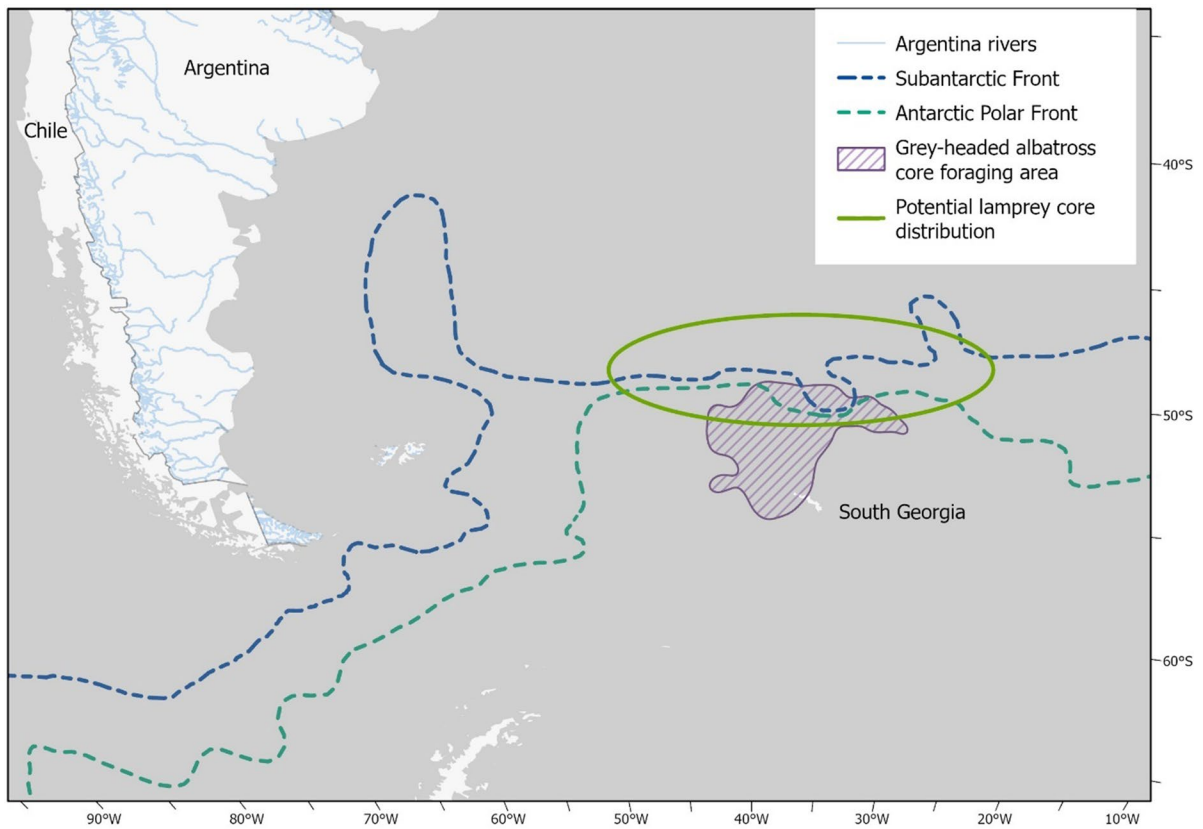 Argentina
Chile
Argentina rivers
Subantarctic Front
Antarctic Polar Front
Grey-headed albatross
core foraging area
Potential lamprey core
distribution
40°S
50°S
South Georgia
60°S
90°W
80°W
70°W
60°W
50°W
40°W
30°W
20°W
10°W